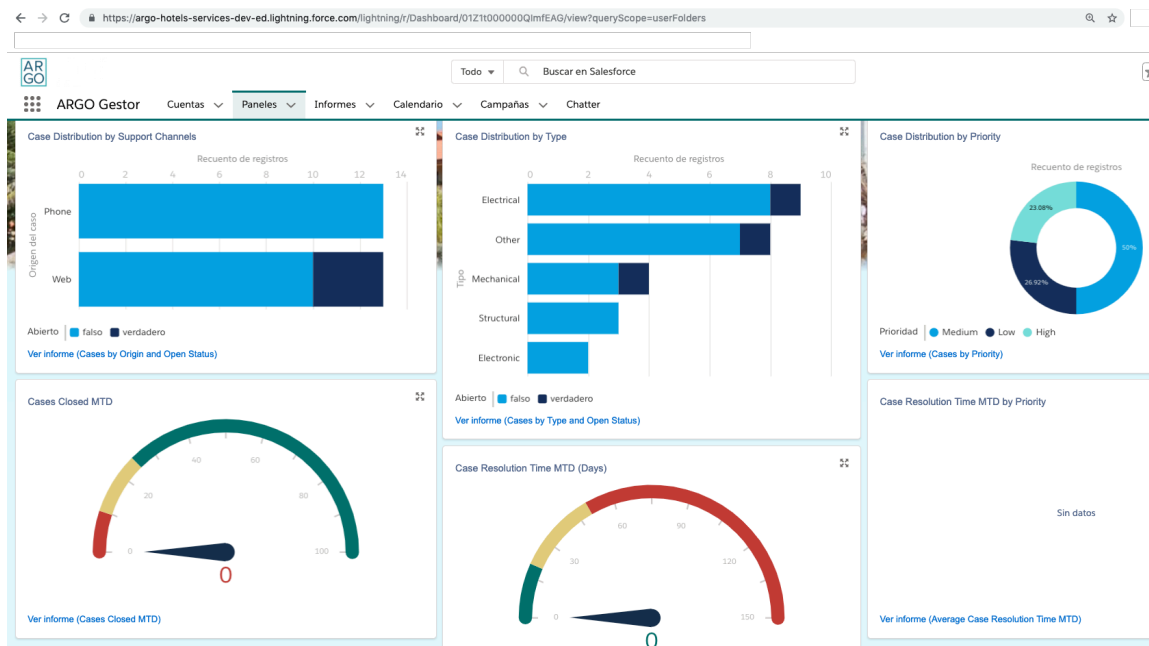 https://argo-hotels-services-dev-ed.lightning.force.com/lightning/r/Dashboard/01Z1t000000QImfEAG/view?queryScope=userFolders
AR
GO
Todo
Buscar en Salesforce
ARGO Gestor
Cuentas
Paneles
Informes
Calendario
Campañas
Chatter
Case Distribution by Support Channels
Recuento de registros
0 2 4 6 8 10 12 14
Origen del caso
Phone
Web
Abierto falso verdadero
Ver informe (Cases by Origin and Open Status)
Case Distribution by Type
Recuento de registros
0 2 4 6 8 10
Tipo
Electrical
Other
Mechanical
Structural
Electronic
Abierto falso verdadero
Ver informe (Cases by Type and Open Status)
Case Distribution by Priority
Recuento de registros
23.08%
50%
26.92%
Prioridad Medium Low High
Ver informe (Cases by Priority)
Cases Closed MTD
0 20 40 60 80 100
0
Ver informe (Cases Closed MTD)
Case Resolution Time MTD (Days)
0 30 60 90 120 150
0
Case Resolution Time MTD by Priority
Sin datos
Ver informe (Average Case Resolution Time MTD)